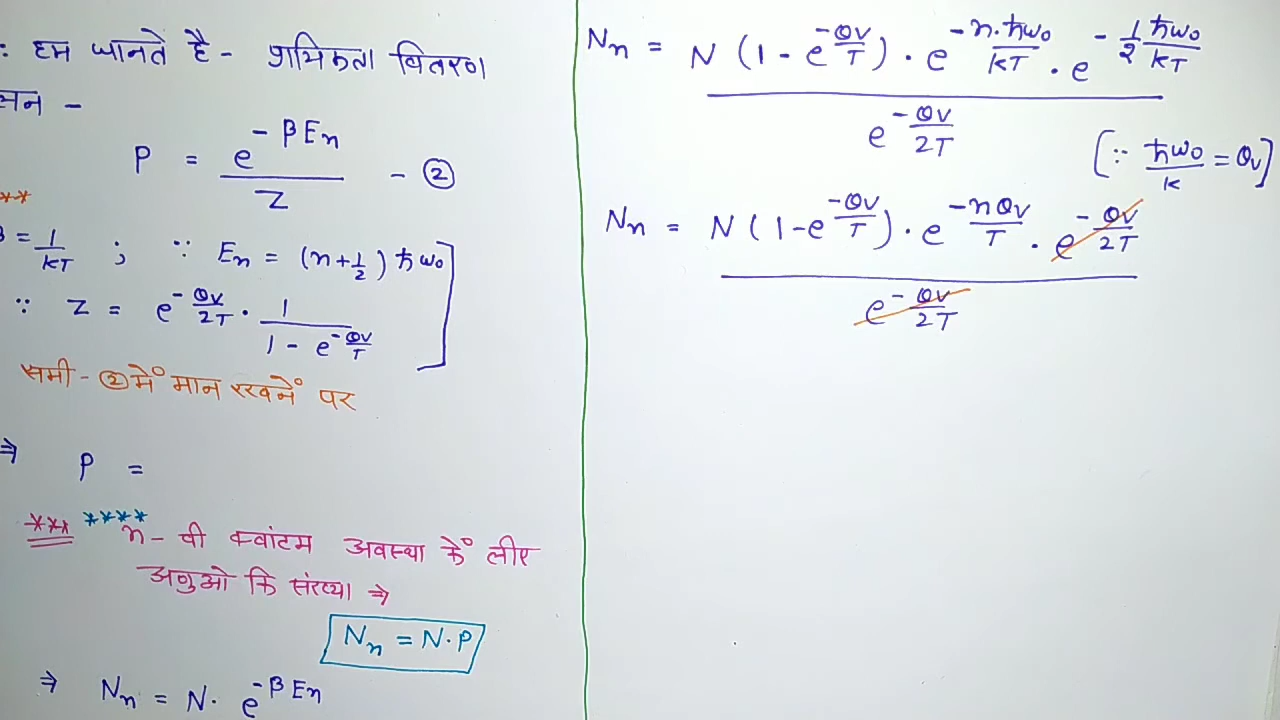 : हम जानते है - प्रायिकता वितरण
सन -
P = e^{-βEn} / Z - ②
**
β = 1/KT ; ∵ En = (n+1/2) ħω₀
∵ Z = e^{-θv/2T} · 1 / (1 - e^{-θv/T}) ]
समी - ② में मान रखनें पर
⇒ P =
*** **** n - वी क्वांटम अवस्था कें लीए
अनुओ कि संख्या ⇒
Nn = N·P
⇒ Nn = N· e^{-βEn}
Nn = N (1 - e^{-θv/T}) · e^{-n·ħω₀/KT} · e^{-1/2 ħω₀/KT} / e^{-θv/2T}
[∵ ħω₀/K = θv]
Nn = N (1 - e^{-θv/T}) · e^{-nθv/T} · e^{-θv/2T} / e^{-θv/2T}